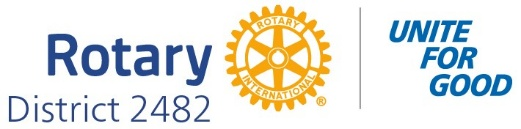 Rotary
District 2482
ROTARY
INTERNATIONAL
®
UNITE
FOR
GOOD